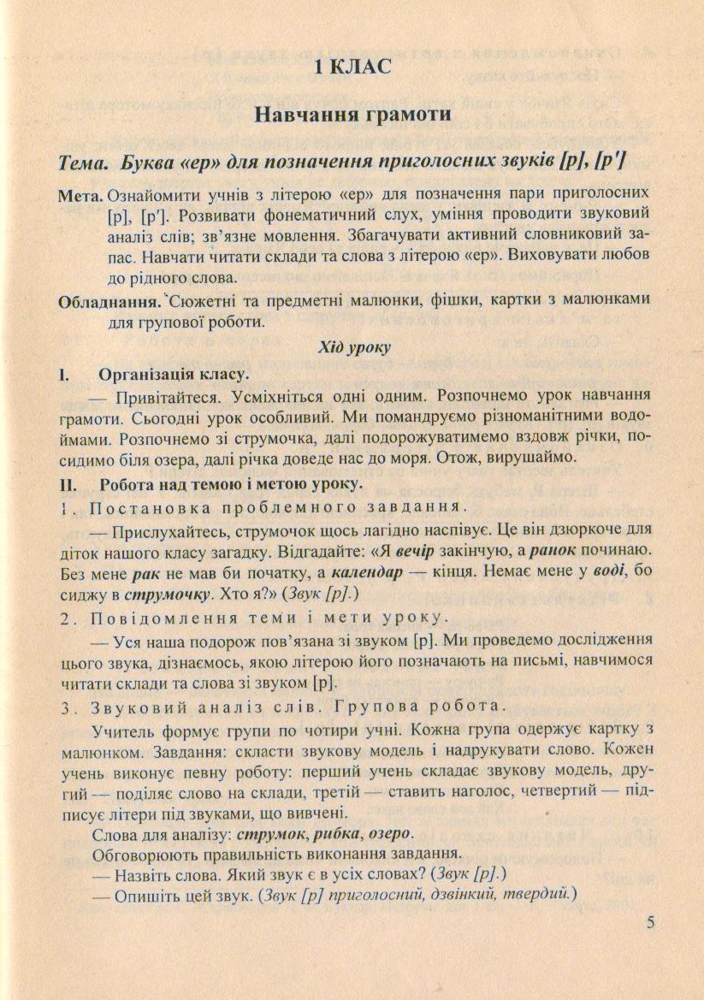 1 КЛАС
Навчання грамоти
Тема. Буква «ер» для позначення приголосних звуків [р], [р']
Мета. Ознайомити учнів з літерою «ер» для позначення пари приголосних
[р], [р']. Розвивати фонематичний слух, уміння проводити звуковий
аналіз слів; зв’язне мовлення. Збагачувати активний словниковий за-
пас. Навчати читати склади та слова з літерою «ер». Виховувати любов
до рідного слова.
Обладнання. Сюжетні та предметні малюнки, фішки, картки з малюнками
для групової роботи.
Хід уроку
I. Організація класу.
— Привітайтеся. Усміхніться одні одним. Розпочнемо урок навчання
грамоти. Сьогодні урок особливий. Ми помандруємо різноманітними водо-
ймами. Розпочнемо зі струмочка, далі подорожуватимемо вздовж річки, по-
сидимо біля озера, далі річка доведе нас до моря. Отож, вирушаймо.
II. Робота над темою і метою уроку.
1. Постановка проблемного завдання.
— Прислухайтесь, струмочок щось лагідно наспівує. Це він дзюркоче для
діток нашого класу загадку. Відгадайте: «Я вечір закінчую, а ранок починаю.
Без мене рак не мав би початку, а календар — кінця. Немає мене у воді, бо
сиджу в струмочку. Хто я?» (Звук [р].)
2. Повідомлення теми і мети уроку.
— Уся наша подорож пов’язана зі звуком [р]. Ми проведемо дослідження
цього звука, дізнаємось, якою літерою його позначають на письмі, навчимося
читати склади та слова зі звуком [р].
3. Звуковий аналіз слів. Групова робота.
Учитель формує групи по чотири учні. Кожна група одержує картку з
малюнком. Завдання: скласти звукову модель і надрукувати слово. Кожен
учень виконує певну роботу: перший учень складає звукову модель, дру-
гий — поділяє слово на склади, третій — ставить наголос, четвертий — під-
писує літери під звуками, що вивчені.
Слова для аналізу: струмок, рибка, озеро.
Обговорюють правильність виконання завдання.
— Назвіть слова. Який звук є в усіх словах? (Звук [р].)
— Опишіть цей звук. (Звук [р] приголосний, дзвінкий, твердий.)
5